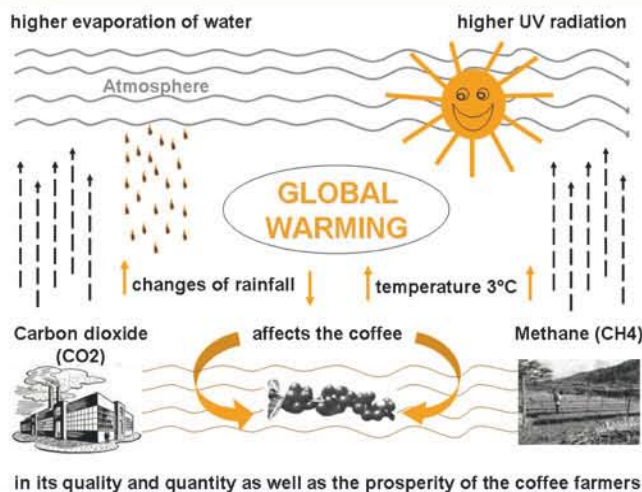 higher evaporation of water
higher UV radiation
Atmosphere
GLOBAL
WARMING
changes of rainfall
temperature 3ºC
Carbon dioxide
(CO2)
affects the coffee
Methane (CH4)
in its quality and quantity as well as the prosperity of the coffee farmers